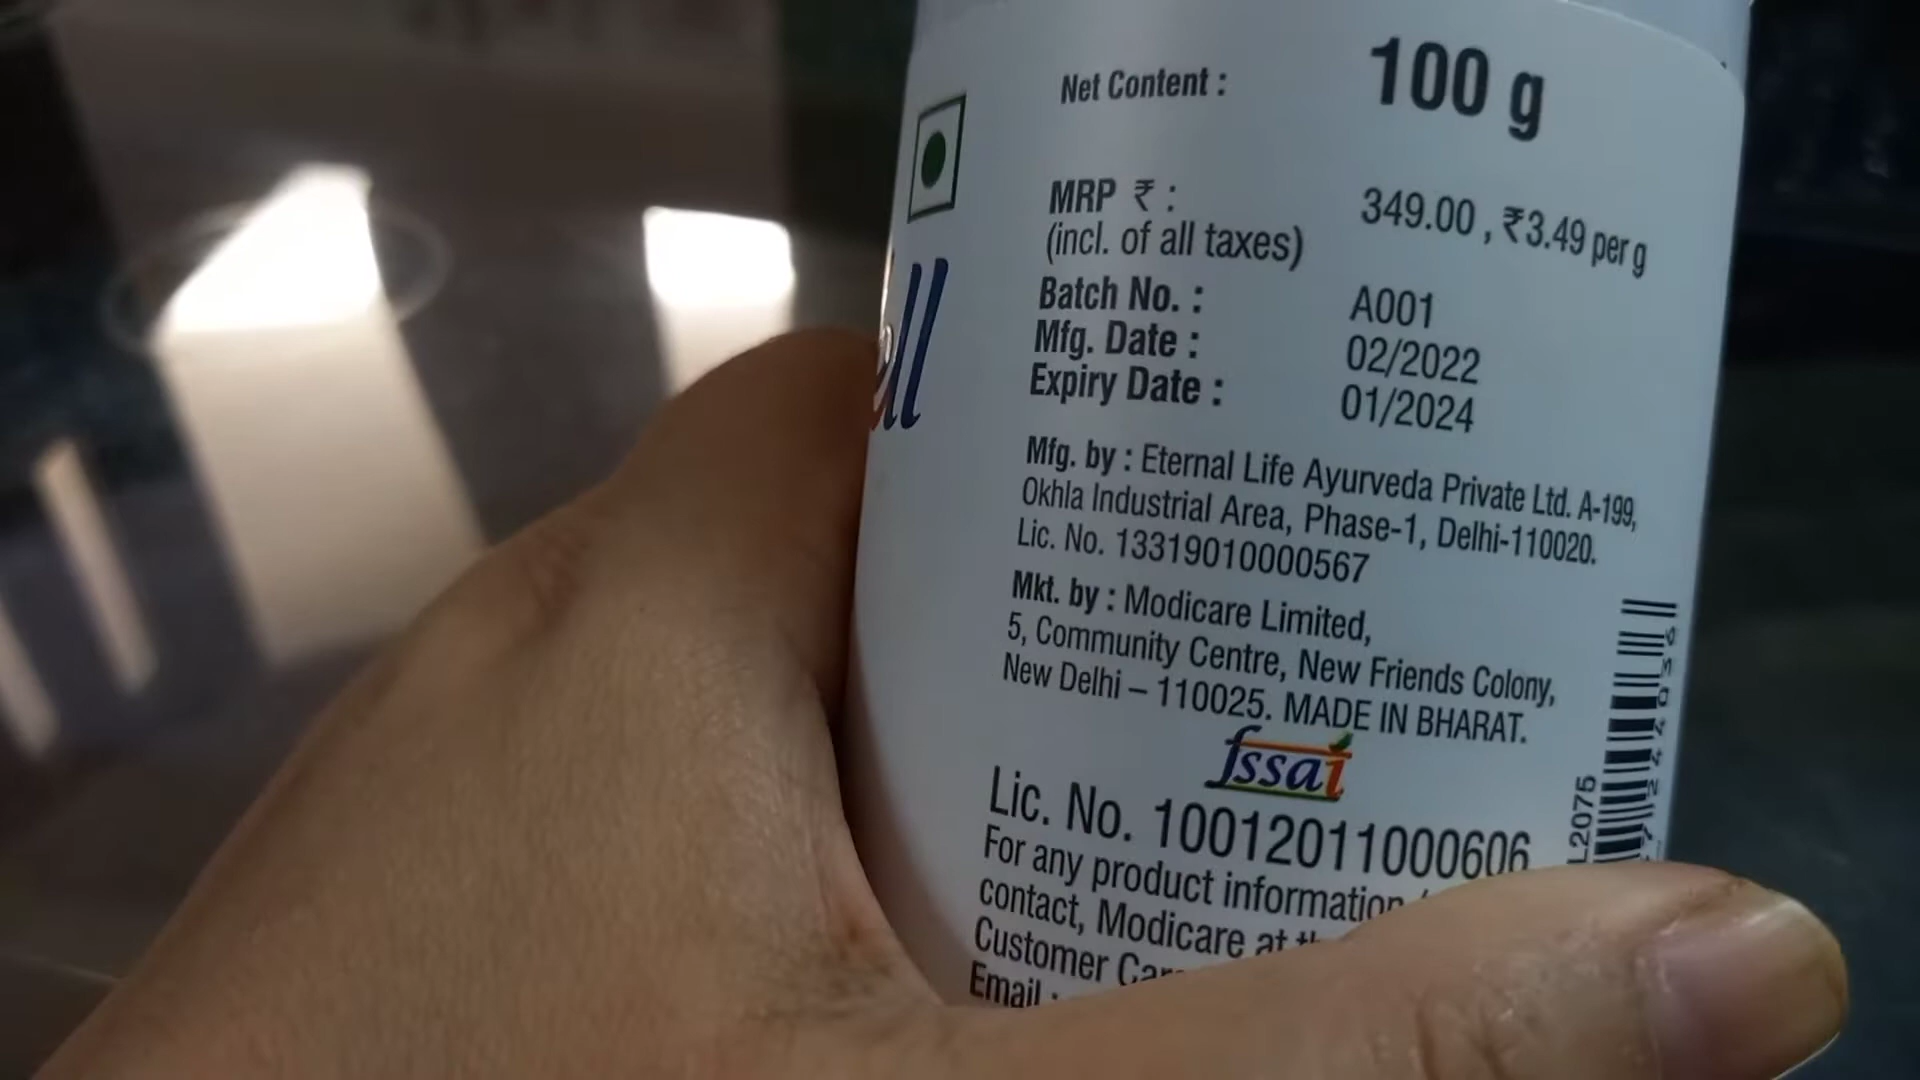 Net Content : 100 g
MRP ₹ : 349.00 , ₹3.49 per g
(incl. of all taxes)
Batch No. : A001
Mfg. Date : 02/2022
Expiry Date : 01/2024
ell
Mfg. by : Eternal Life Ayurveda Private Ltd. A-199,
Okhla Industrial Area, Phase-1, Delhi-110020.
Lic. No. 13319010000567
Mkt. by : Modicare Limited,
5, Community Centre, New Friends Colony,
New Delhi – 110025. MADE IN BHARAT.
fssai
Lic. No. 10012011000606
For any product information
contact, Modicare at
Customer
Email :
L2075